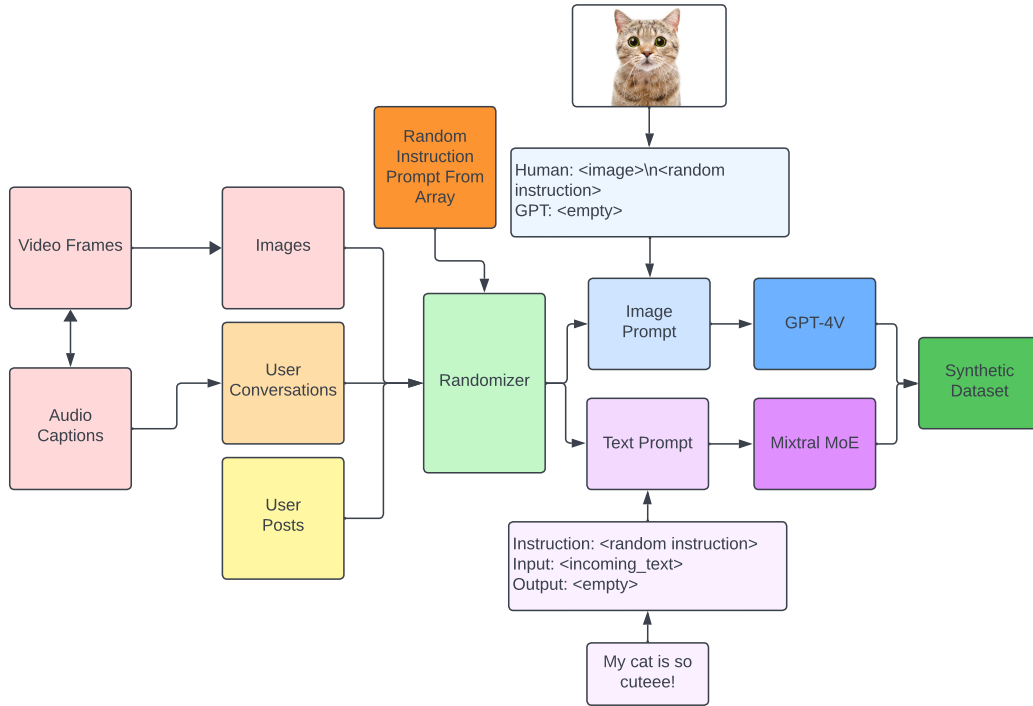 Random
Instruction
Prompt From
Array
Human: <image>\n<random
instruction>
GPT: <empty>
Video Frames
Images
Image
Prompt
GPT-4V
User
Conversations
Randomizer
Synthetic
Dataset
Audio
Captions
Text Prompt
Mixtral MoE
User
Posts
Instruction: <random instruction>
Input: <incoming_text>
Output: <empty>
My cat is so
cuteee!